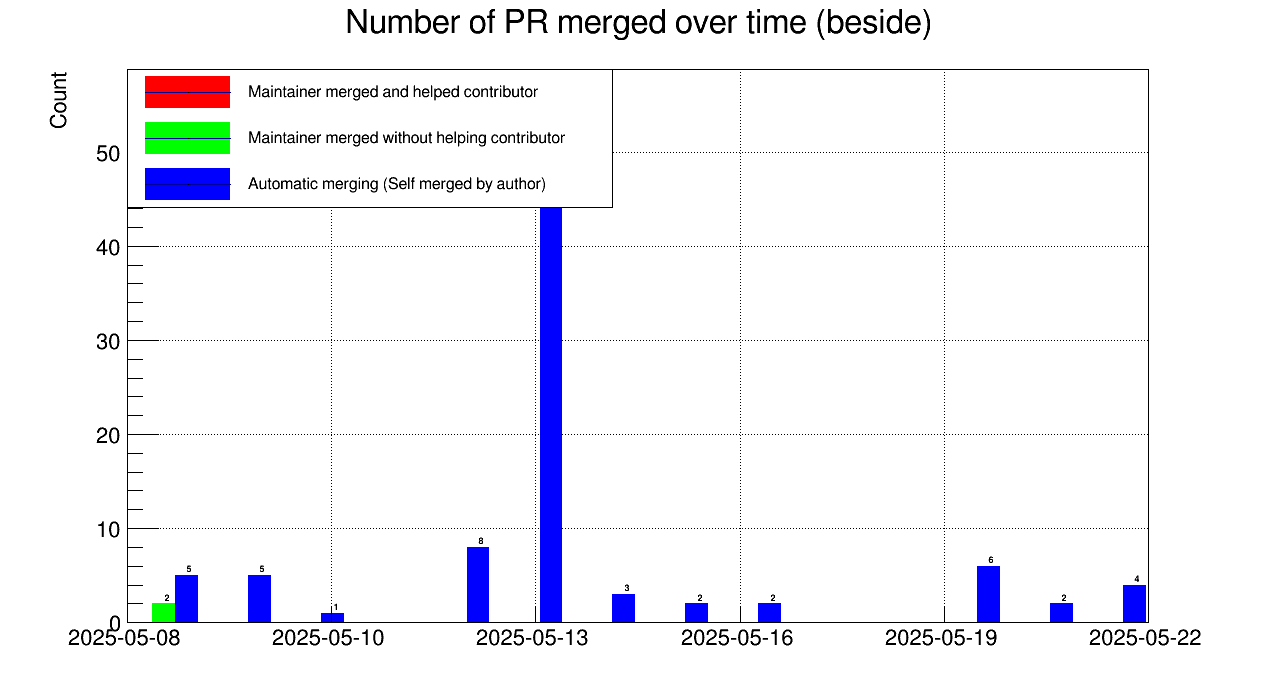 Number of PR merged over time (beside)
Count
Maintainer merged and helped contributor
Maintainer merged without helping contributor
Automatic merging (Self merged by author)
50
40
30
20
10
0
2 5 5 1 8 3 2 2 6 2 4
2025-05-08 2025-05-10 2025-05-13 2025-05-16 2025-05-19 2025-05-22